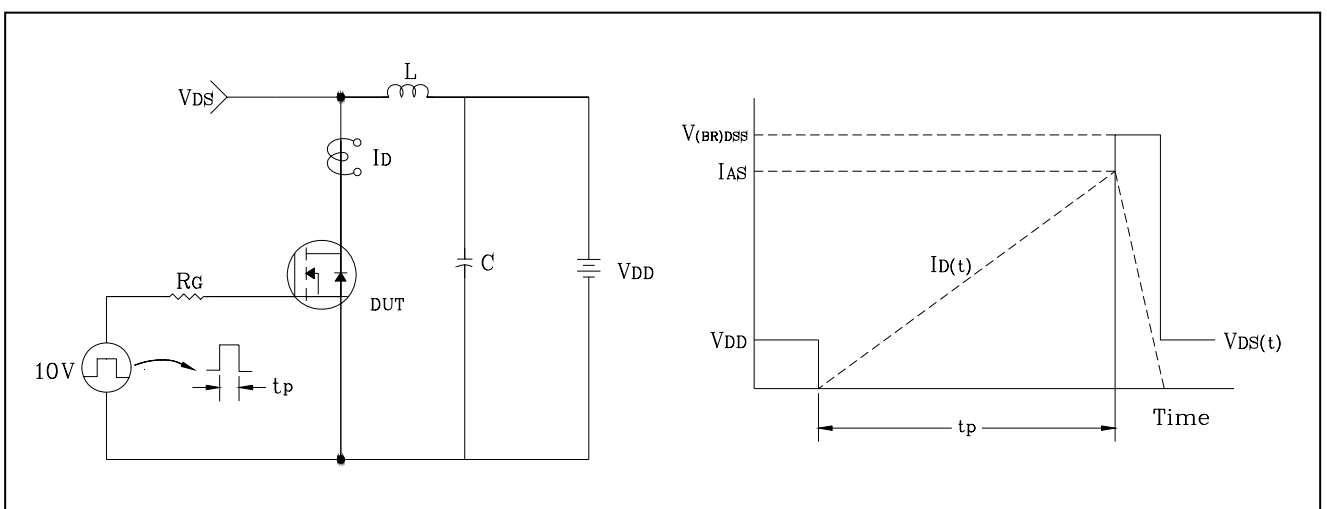 L
VDS
ID
C
VDD
RG
DUT
10V
tp
V(BR)DSS
IAS
ID(t)
VDD
VDS(t)
tp
Time